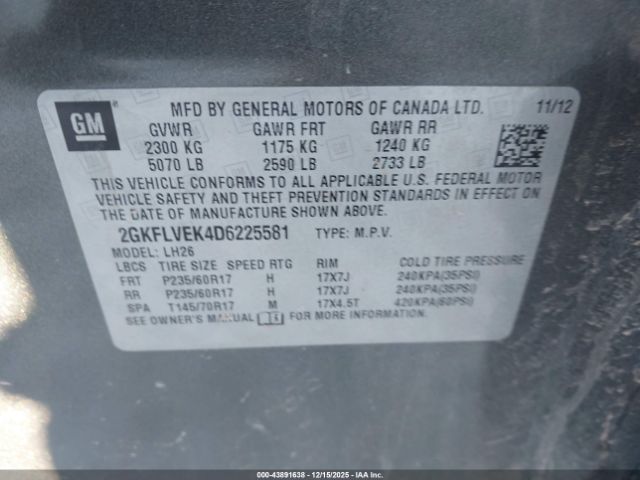 GM
MFD BY GENERAL MOTORS OF CANADA LTD. 11/12
GVWR GAWR FRT GAWR RR
2300 KG 1175 KG 1240 KG
5070 LB 2590 LB 2733 LB
THIS VEHICLE CONFORMS TO ALL APPLICABLE U.S. FEDERAL MOTOR
VEHICLE SAFETY AND THEFT PREVENTION STANDARDS IN EFFECT ON
THE DATE OF MANUFACTURE SHOWN ABOVE.
2GKFLVEK4D6225581 TYPE: M.P.V.
MODEL: LH26
LBCS TIRE SIZE SPEED RTG RIM COLD TIRE PRESSURE
FRT P235/60R17 H 17X7J 240KPA(35PSI)
RR P235/60R17 H 17X7J 240KPA(35PSI)
SPA T145/70R17 M 17X4.5T 420KPA(60PSI)
SEE OWNER'S MANUAL FOR MORE INFORMATION.
000-43891638 - 12/15/2025 - IAA Inc.